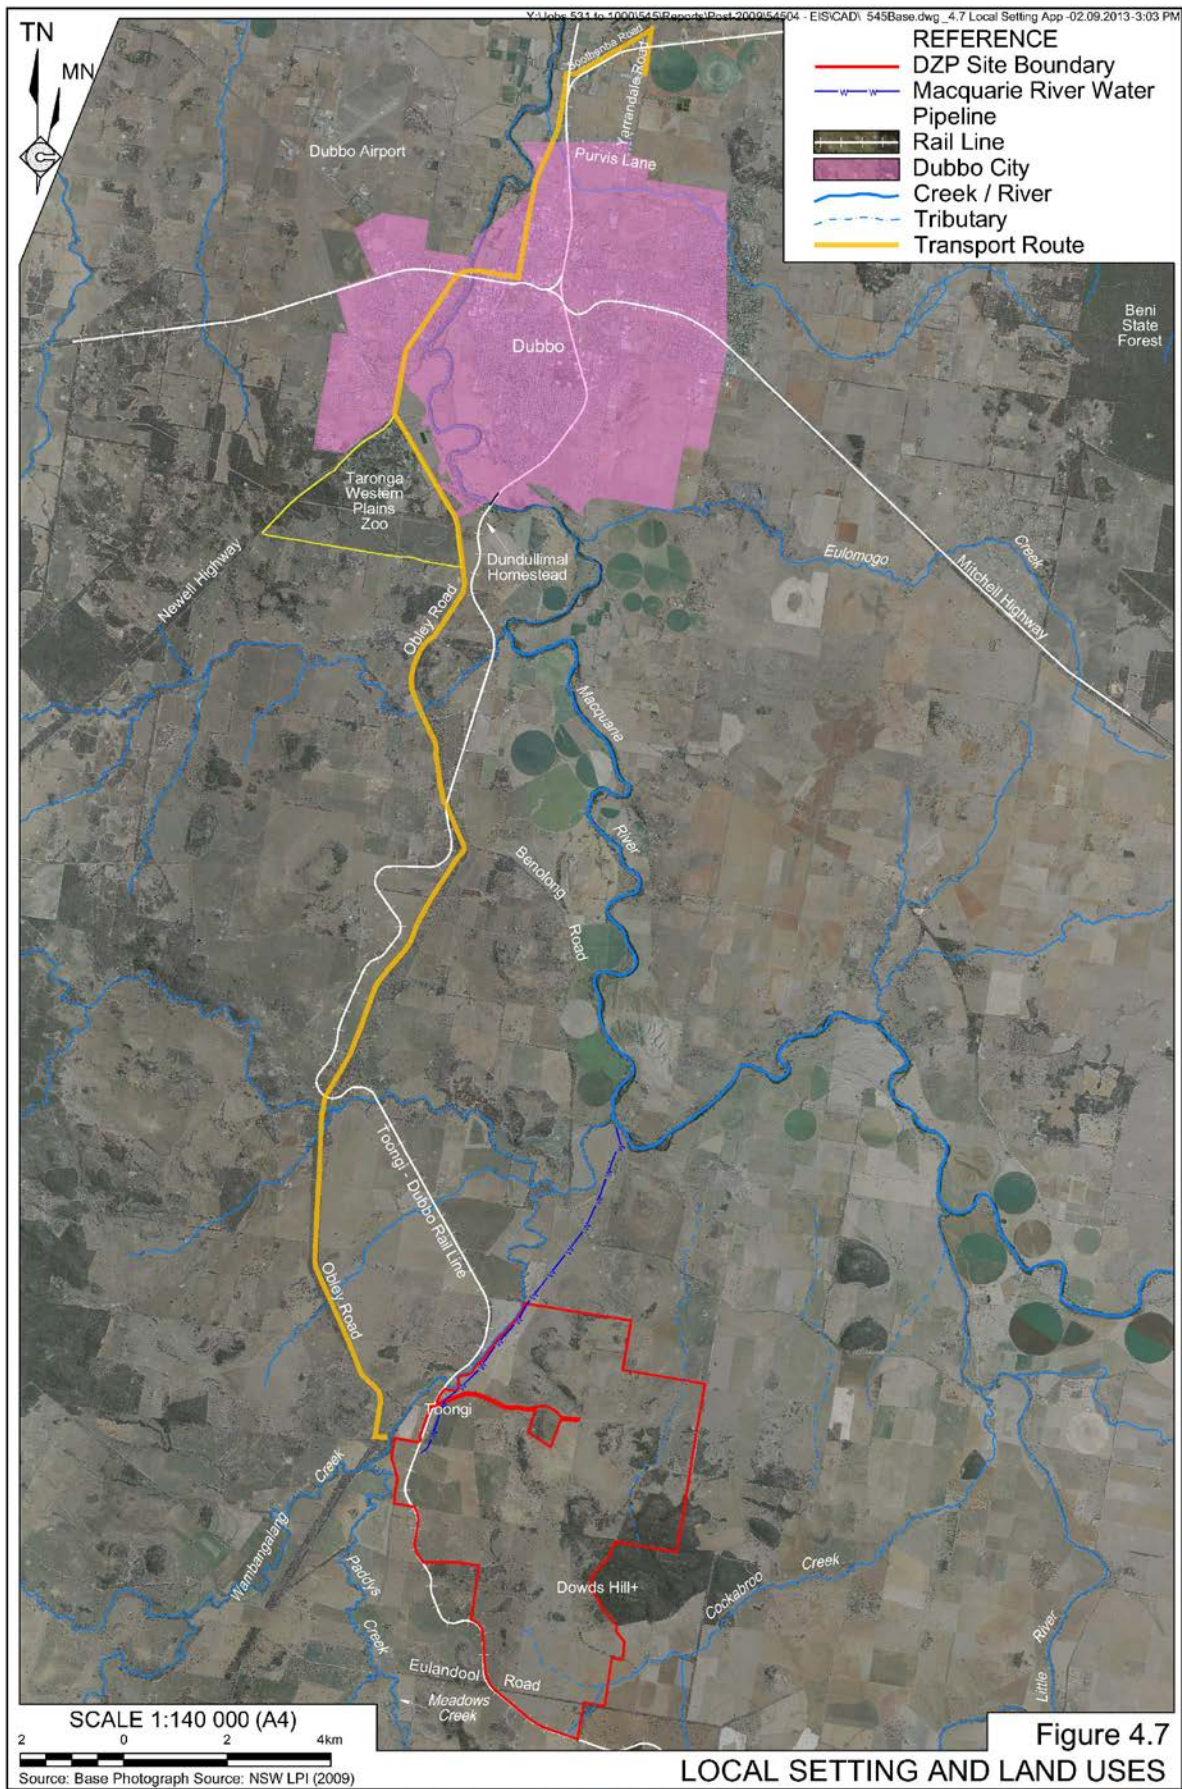 Y:\Jobs 531 to 1000\545\Reports\Post-2009\54504 - EIS\CAD\ 545Base.dwg _4.7 Local Setting App -02.09.2013-3:03 PM
TN
MN
REFERENCE
DZP Site Boundary
Macquarie River Water
Pipeline
Rail Line
Dubbo City
Creek / River
Tributary
Transport Route
Boothenba Road
Yarrandale Road
Dubbo Airport
Purvis Lane
Beni
State
Forest
Dubbo
Taronga
Western
Plains
Zoo
Newell Highway
Dundullimal
Homestead
Eulomogo
Creek
Mitchell Highway
Obley Road
Macquarie
River
Benolong
Road
Toongi - Dubbo Rail Line
Obley Road
Toongi
Wambangalang
Creek
Paddys
Creek
Dowds Hill+
Cockabroo
Creek
Little
River
Eulandool
Road
Meadows
Creek
SCALE 1:140 000 (A4)
2 0 2 4km
Source: Base Photograph Source: NSW LPI (2009)
Figure 4.7
LOCAL SETTING AND LAND USES